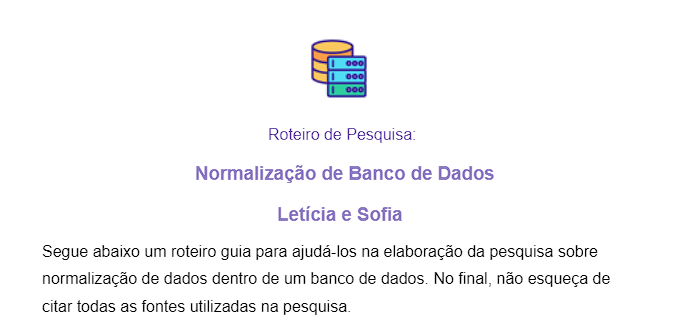 Roteiro de Pesquisa:
Normalização de Banco de Dados
Letícia e Sofia
Segue abaixo um roteiro guia para ajudá-los na elaboração da pesquisa sobre
normalização de dados dentro de um banco de dados. No final, não esqueça de
citar todas as fontes utilizadas na pesquisa.